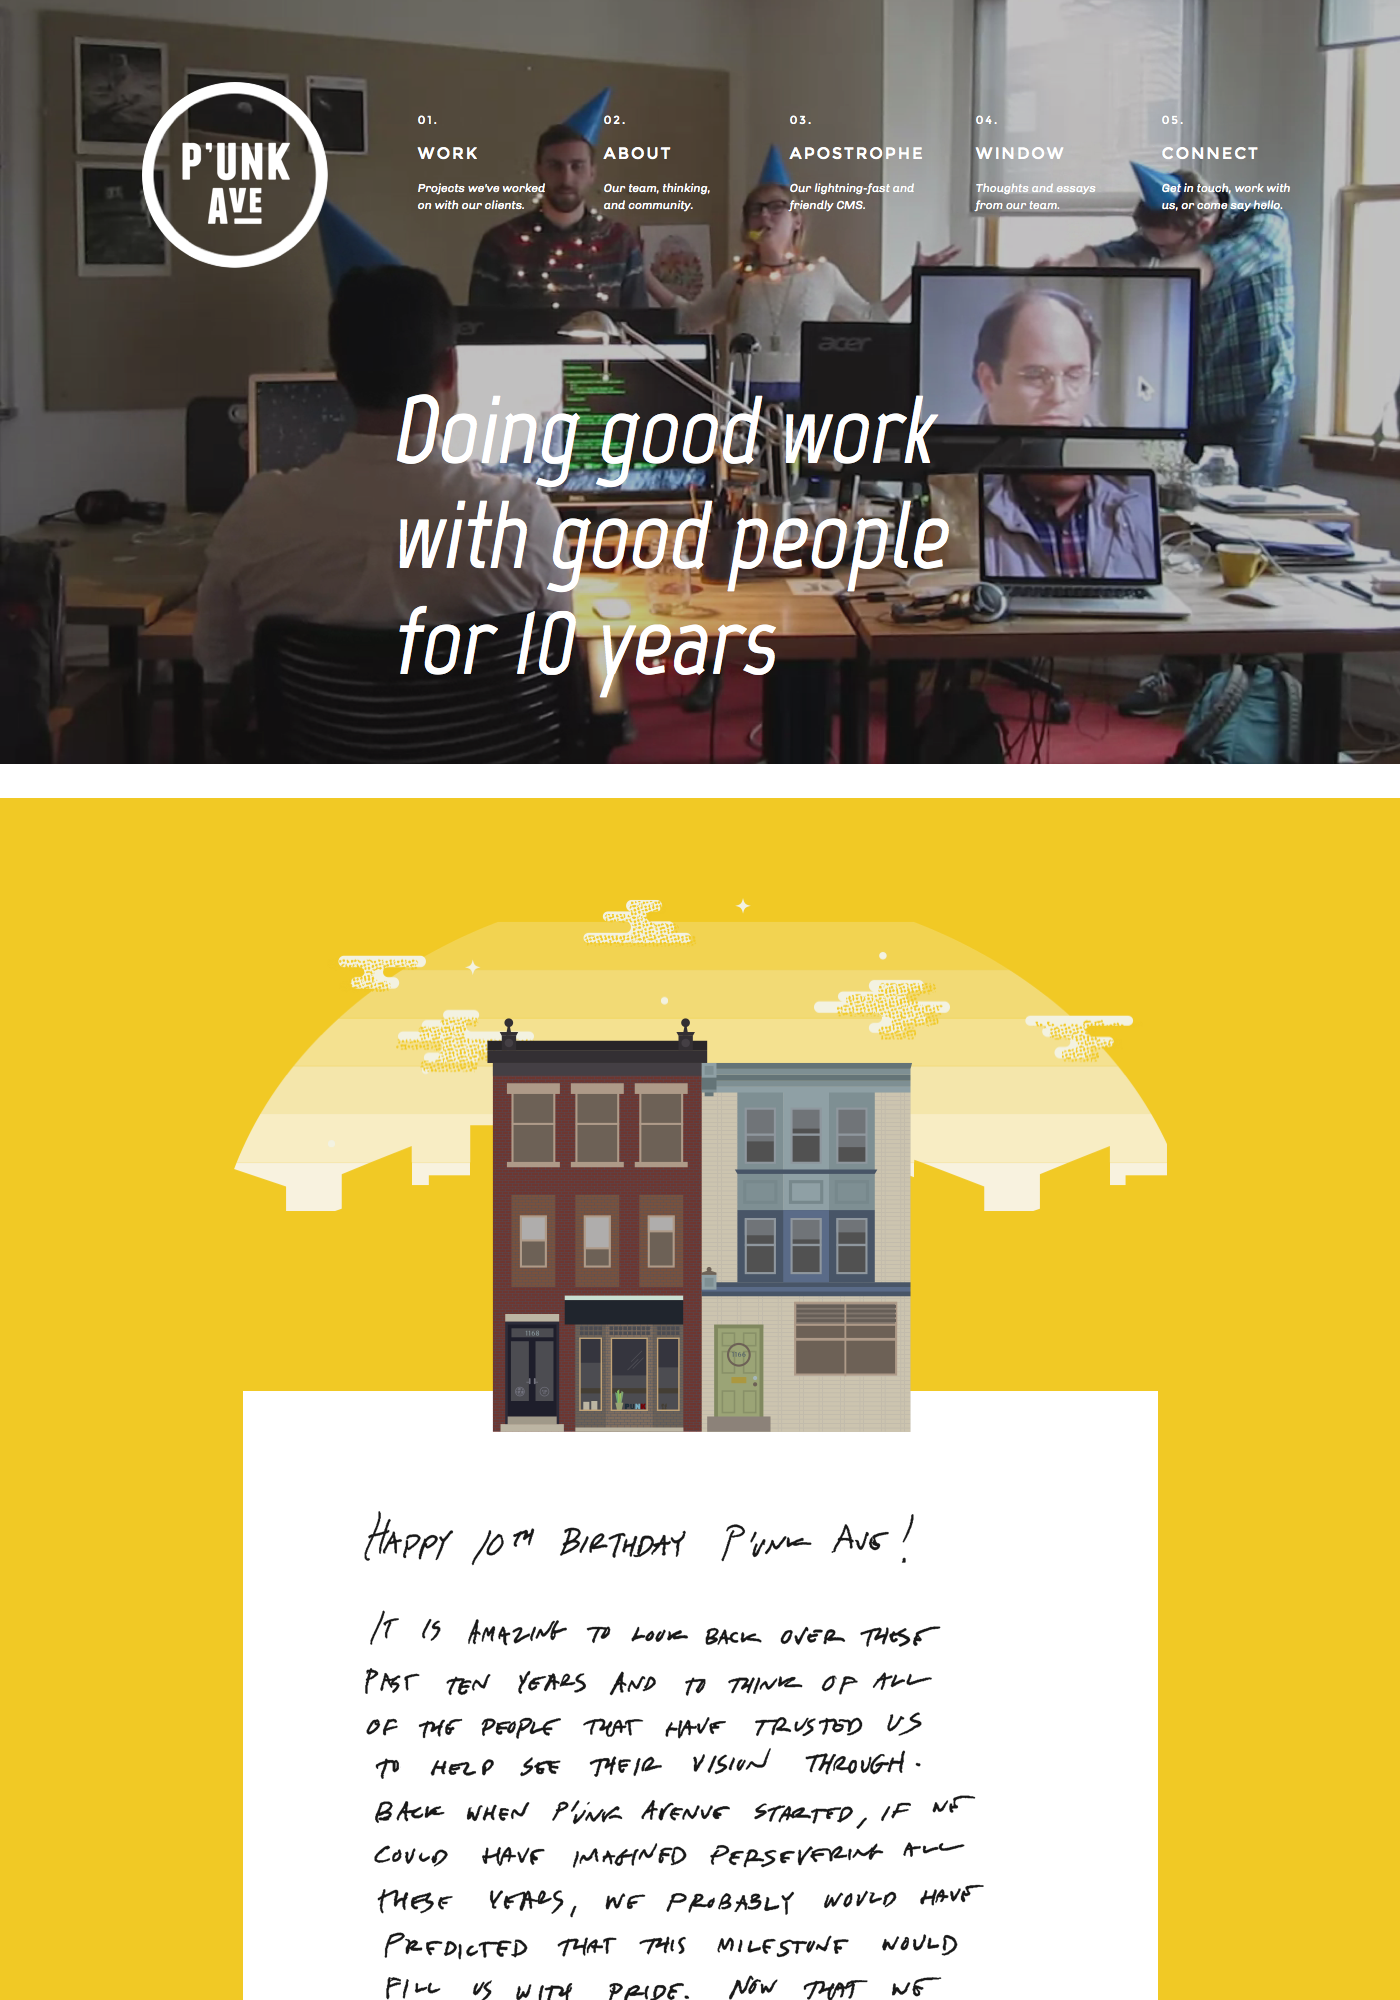 P'UNK
AVE
01.
WORK
Projects we've worked
on with our clients.
02.
ABOUT
Our team, thinking,
and community.
03.
APOSTROPHE
Our lightning-fast and
friendly CMS.
04.
WINDOW
Thoughts and essays
from our team.
05.
CONNECT
Get in touch, work with
us, or come say hello.
acer
Doing good work
with good people
for 10 years
1168
1166
HAPPY 10TH BIRTHDAY P'UNK AVE!
IT IS AMAZING TO LOOK BACK OVER THESE
PAST TEN YEARS AND TO THINK OF ALL
OF THE PEOPLE THAT HAVE TRUSTED US
TO HELP SEE THEIR VISION THROUGH.
BACK WHEN P'UNK AVENUE STARTED, IF WE
COULD HAVE IMAGINED PERSEVERING ALL
THESE YEARS, WE PROBABLY WOULD HAVE
PREDICTED THAT THIS MILESTONE WOULD
FILL US WITH PRIDE. NOW THAT WE